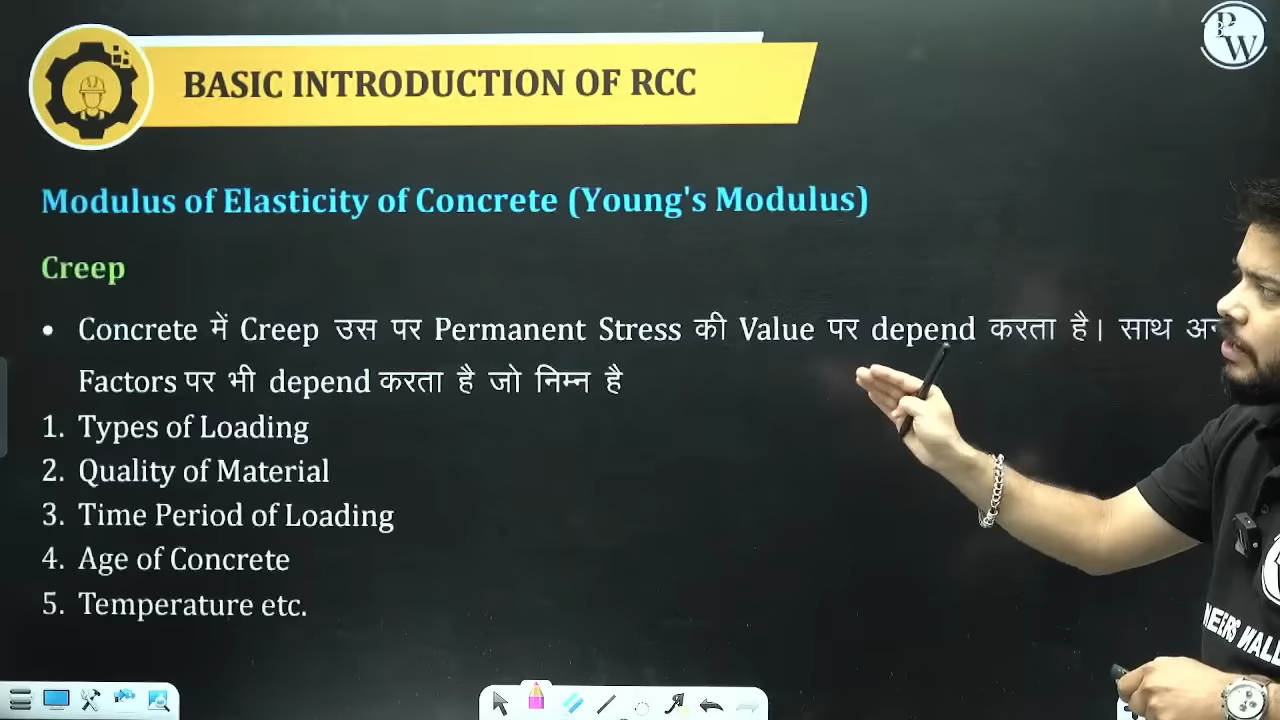 BASIC INTRODUCTION OF RCC
PW
Modulus of Elasticity of Concrete (Young's Modulus)
Creep
• Concrete में Creep उस पर Permanent Stress की Value पर depend करता है। साथ
Factors पर भी depend करता है जो निम्न है
1. Types of Loading
2. Quality of Material
3. Time Period of Loading
4. Age of Concrete
5. Temperature etc.